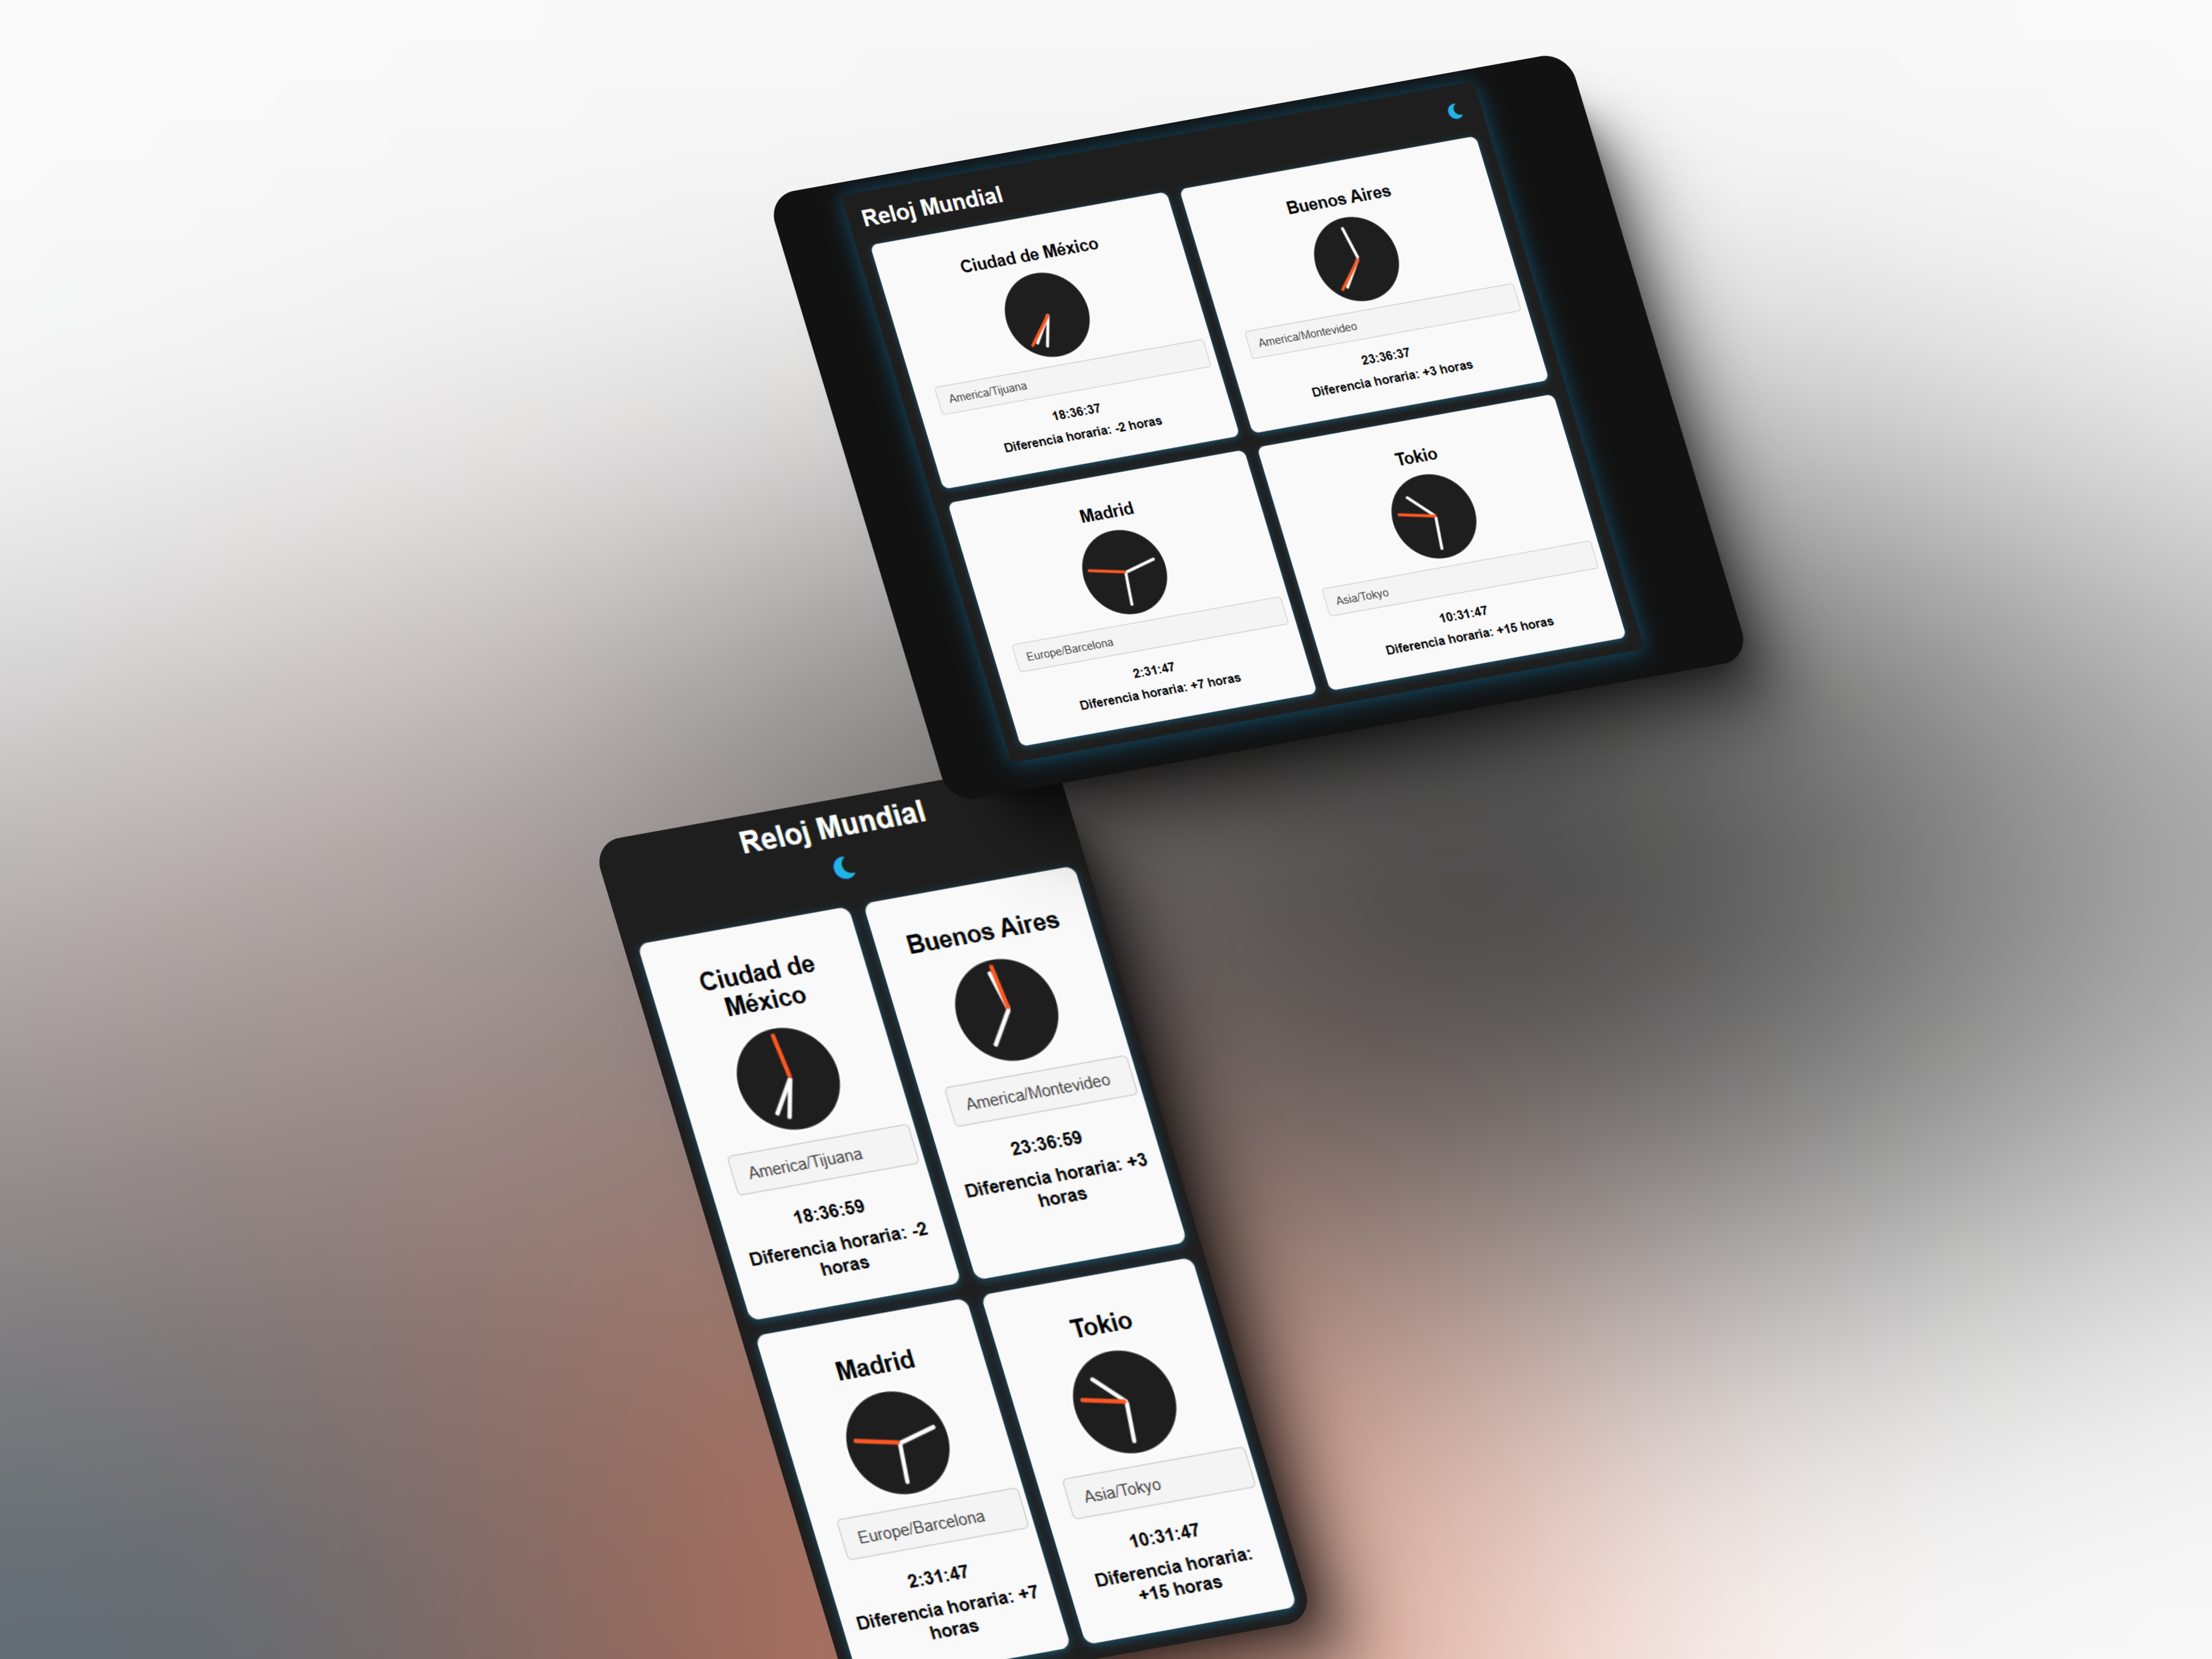 Reloj Mundial
Ciudad de México
America/Tijuana
18:36:37
Diferencia horaria: -2 horas
Buenos Aires
America/Montevideo
23:36:37
Diferencia horaria: +3 horas
Madrid
Europe/Barcelona
2:31:47
Diferencia horaria: +7 horas
Tokio
Asia/Tokyo
10:31:47
Diferencia horaria: +15 horas
Reloj Mundial
Ciudad de
México
America/Tijuana
18:36:59
Diferencia horaria: -2
horas
Buenos Aires
America/Montevideo
23:36:59
Diferencia horaria: +3
horas
Madrid
Europe/Barcelona
2:31:47
Diferencia horaria: +7
horas
Tokio
Asia/Tokyo
10:31:47
Diferencia horaria:
+15 horas